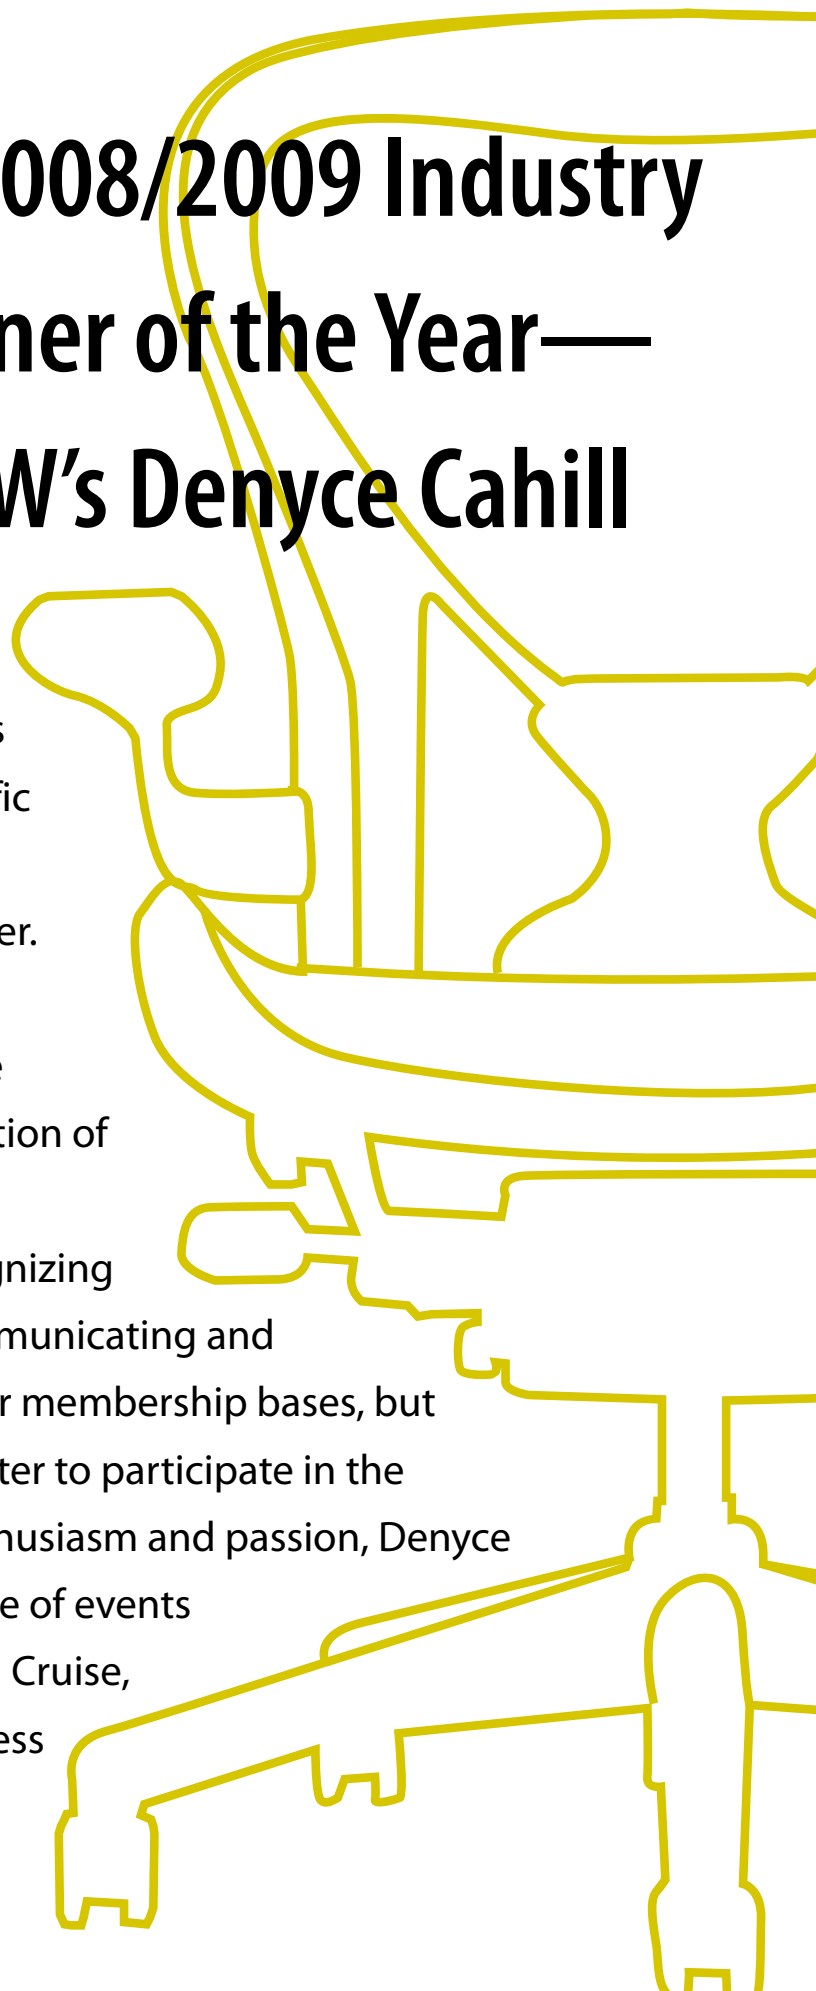 008/2009 Industry
ner of the Year—
W's Denyce Cahill
s
fic
er.
e
tion of
gnizing
municating and
r membership bases, but
ter to participate in the
husiasm and passion, Denyce
e of events
Cruise,
ess